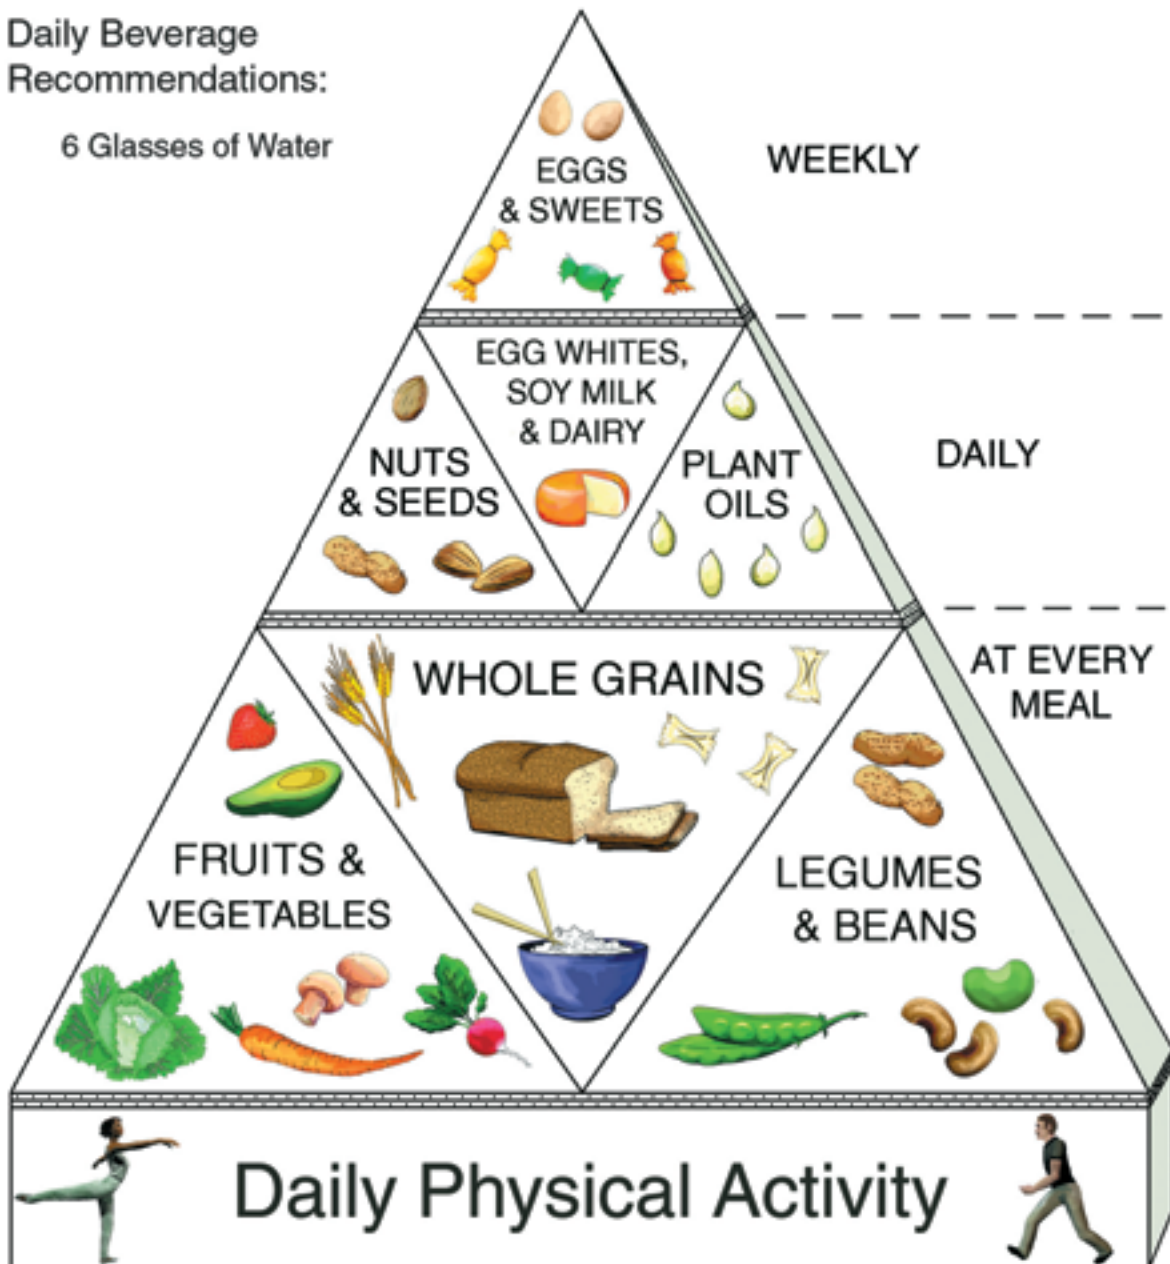 Daily Beverage
Recommendations:
6 Glasses of Water
WEEKLY
EGGS
& SWEETS
EGG WHITES,
SOY MILK
& DAIRY
NUTS
& SEEDS
PLANT
OILS
DAILY
WHOLE GRAINS
AT EVERY
MEAL
FRUITS &
VEGETABLES
LEGUMES
& BEANS
Daily Physical Activity